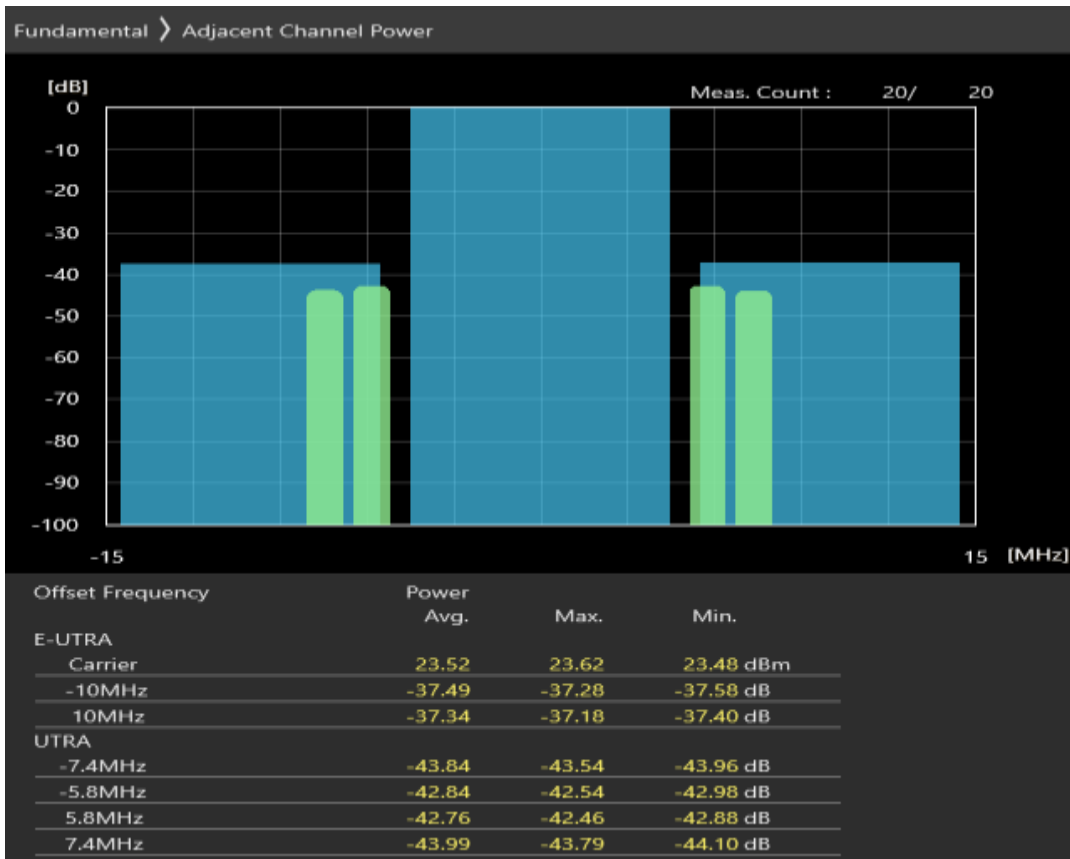 Fundamental ❯ Adjacent Channel Power
[dB]
Meas. Count : 20/ 20
0
-10
-20
-30
-40
-50
-60
-70
-80
-90
-100
-15 15 [MHz]
Offset Frequency Power
Avg. Max. Min.
E-UTRA
Carrier 23.52 23.62 23.48 dBm
-10MHz -37.49 -37.28 -37.58 dB
10MHz -37.34 -37.18 -37.40 dB
UTRA
-7.4MHz -43.84 -43.54 -43.96 dB
-5.8MHz -42.84 -42.54 -42.98 dB
5.8MHz -42.76 -42.46 -42.88 dB
7.4MHz -43.99 -43.79 -44.10 dB